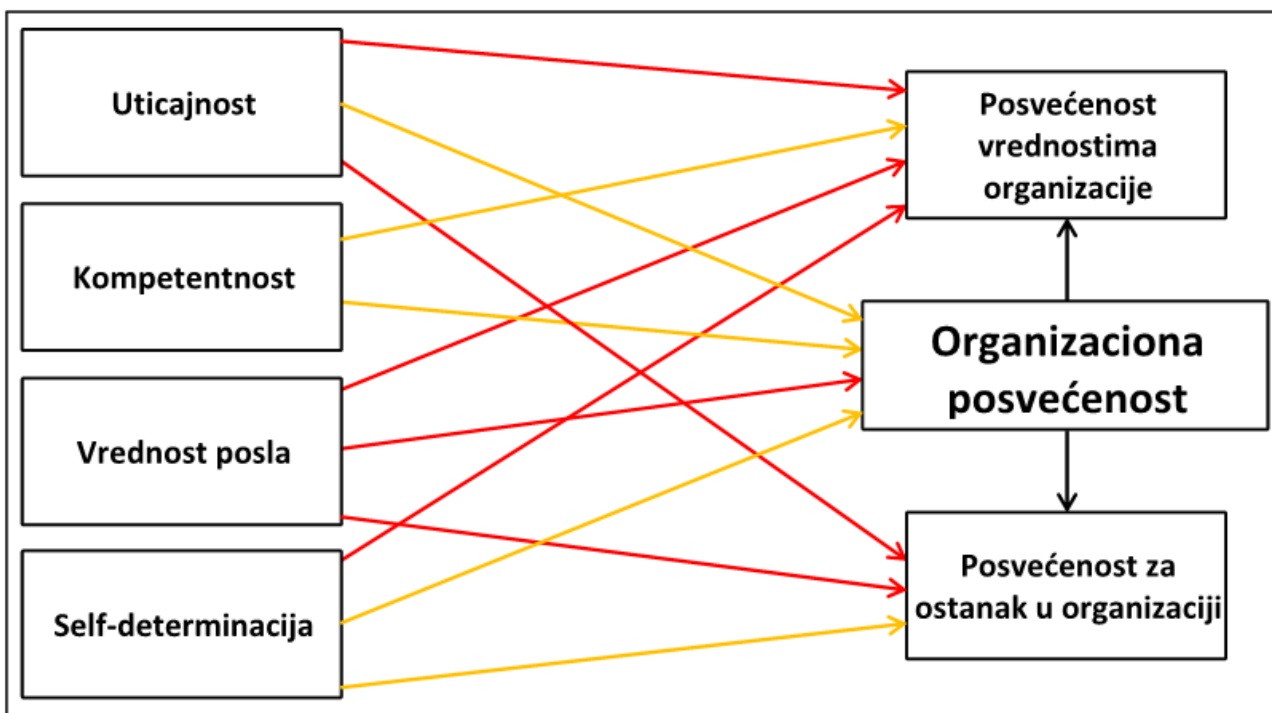 Uticajnost
Kompetentnost
Vrednost posla
Self-determinacija
Posvećenost
vrednostima
organizacije
Organizaciona
posvećenost
Posvećenost za
ostanak u organizaciji